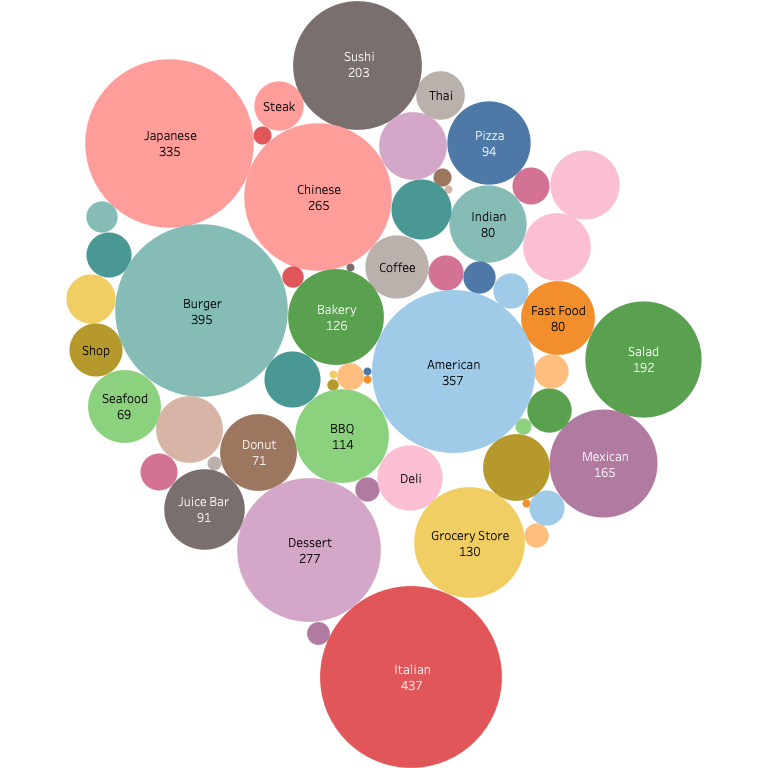 Sushi
203
Thai
Steak
Japanese
335
Pizza
94
Chinese
265
Indian
80
Coffee
Burger
395
Bakery
126
Fast Food
80
Shop
American
357
Salad
192
Seafood
69
BBQ
114
Donut
71
Mexican
165
Deli
Juice Bar
91
Dessert
277
Grocery Store
130
Italian
437